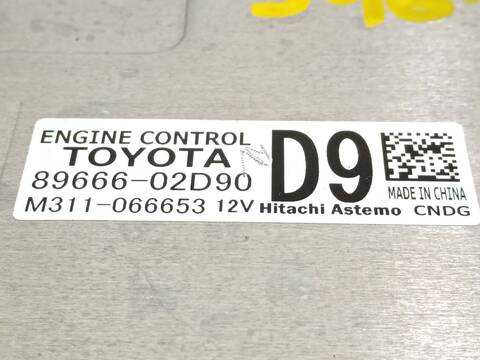 ENGINE CONTROL
TOYOTA
89666-02D90
D9
MADE IN CHINA
M311-066653 12V Hitachi Astemo CNDG